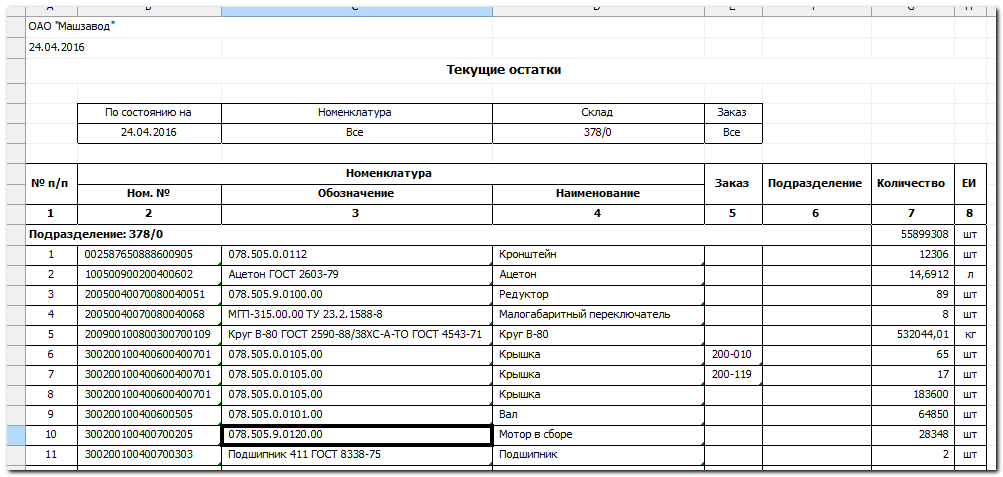 ОАО "Машзавод"
24.04.2016
Текущие остатки
По состоянию на Номенклатура Склад Заказ
24.04.2016 Все 378/0 Все
№ п/п Номенклатура Заказ Подразделение Количество ЕИ
Ном. № Обозначение Наименование
1 2 3 4 5 6 7 8
Подразделение: 378/0 55899308 шт
1 002587650888600905 078.505.0.0112 Кронштейн 12306 шт
2 100500900200400602 Ацетон ГОСТ 2603-79 Ацетон 14,6912 л
3 20050040070080040051 078.505.9.0100.00 Редуктор 89 шт
4 20050040070080040068 МГП-315.00.00 ТУ 23.2.1588-8 Малогабаритный переключатель 8 шт
5 200900100800300700109 Круг В-80 ГОСТ 2590-88/38ХС-А-ТО ГОСТ 4543-71 Круг В-80 532044,01 кг
6 300200100400600400701 078.505.0.0105.00 Крышка 200-010 65 шт
7 300200100400600400701 078.505.0.0105.00 Крышка 200-119 17 шт
8 300200100400600400701 078.505.0.0105.00 Крышка 183600 шт
9 300200100400600505 078.505.0.0101.00 Вал 64850 шт
10 300200100400700205 078.505.9.0120.00 Мотор в сборе 28348 шт
11 300200100400700303 Подшипник 411 ГОСТ 8338-75 Подшипник 2 шт